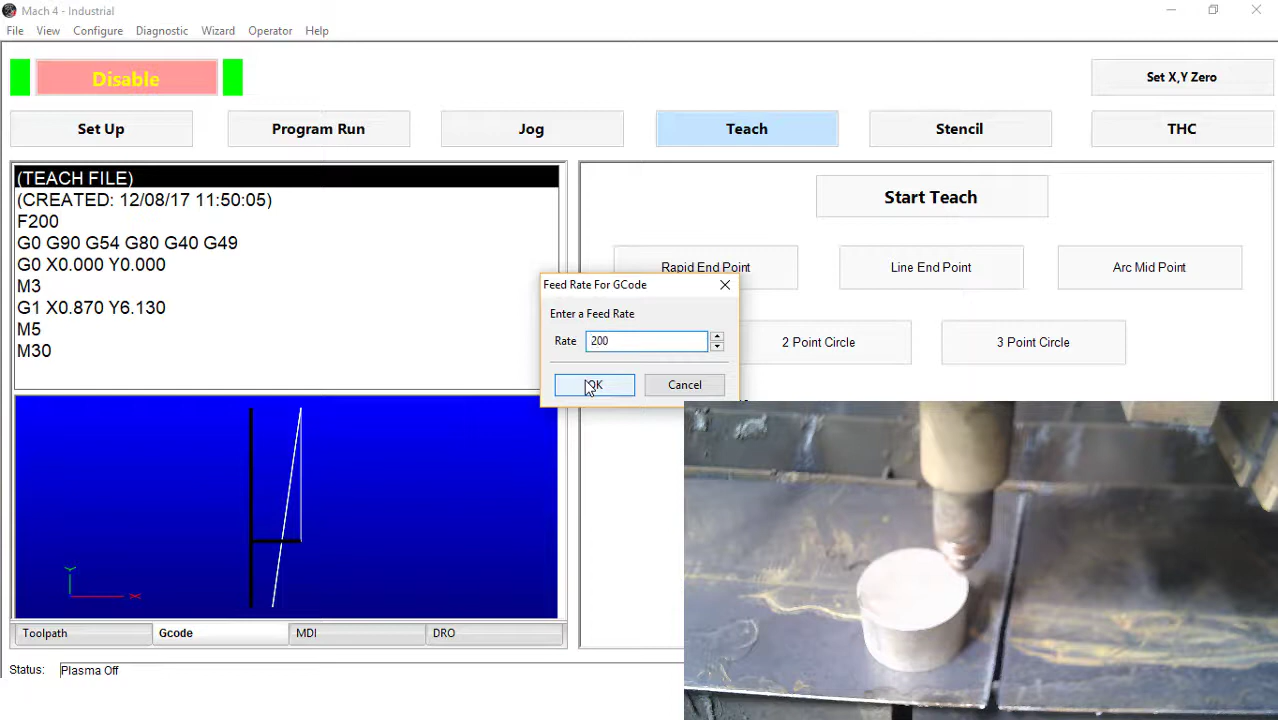 Mach 4 - Industrial
File View Configure Diagnostic Wizard Operator Help
Disable
Set X,Y Zero
Set Up
Program Run
Jog
Teach
Stencil
THC
(TEACH FILE)
(CREATED: 12/08/17 11:50:05)
F200
G0 G90 G54 G80 G40 G49
G0 X0.000 Y0.000
M3
G1 X0.870 Y6.130
M5
M30
Start Teach
Rapid End Point
Line End Point
Arc Mid Point
2 Point Circle
3 Point Circle
Feed Rate For GCode
Enter a Feed Rate
Rate 200
OK
Cancel
Toolpath
Gcode
MDI
DRO
Status: Plasma Off